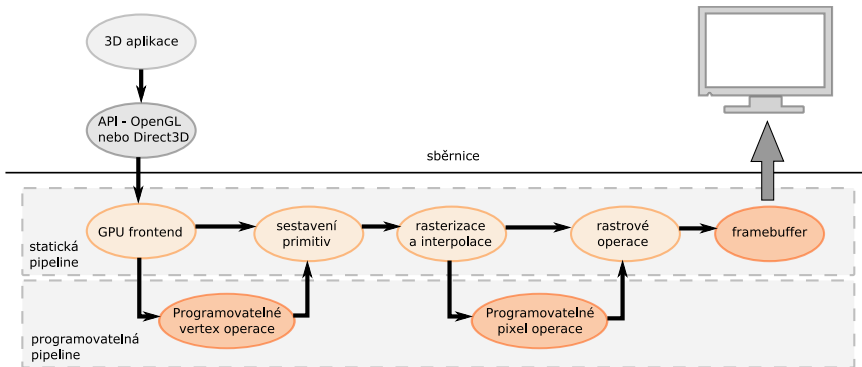 3D aplikace
API - OpenGL
nebo Direct3D
sběrnice
GPU frontend
sestavení
primitiv
rasterizace
a interpolace
rastrové
operace
framebuffer
statická
pipeline
Programovatelné
vertex operace
Programovatelné
pixel operace
programovatelná
pipeline